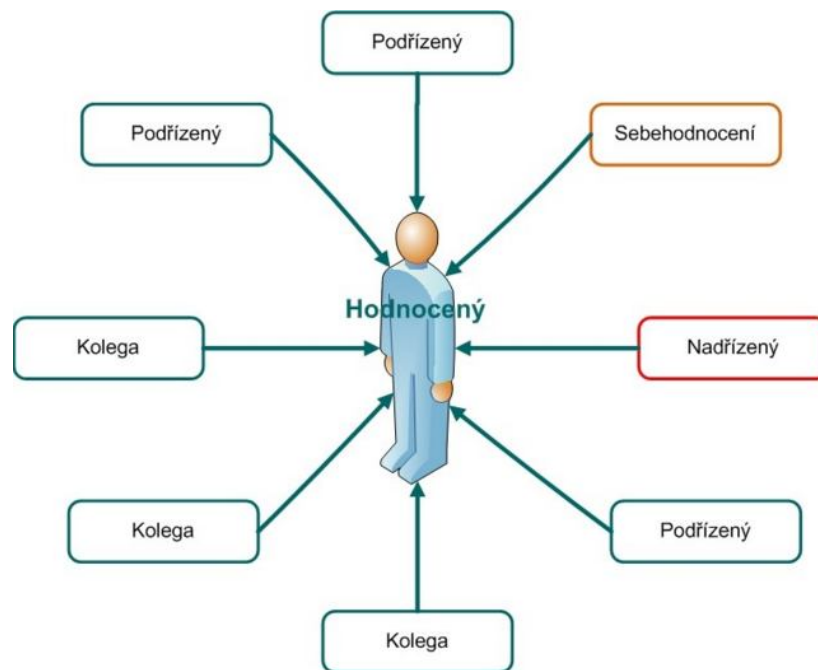 Podřízený
Podřízený
Sebehodnocení
Hodnocený
Kolega
Nadřízený
Kolega
Podřízený
Kolega